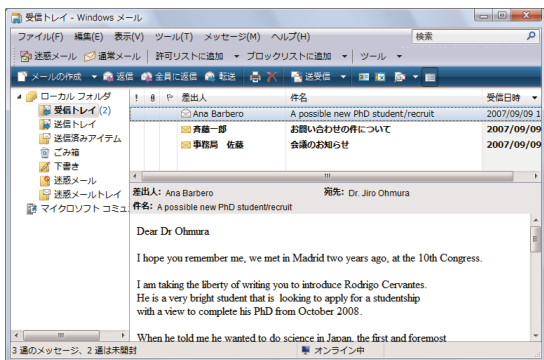 受信トレイ - Windows メール
ファイル(F) 編集(E) 表示(V) ツール(T) メッセージ(M) ヘルプ(H) 検索
迷惑メール 通常メール 許可リストに追加 ブロックリストに追加 ツール
メールの作成 返信 全員に返信 転送 送受信
ローカル フォルダ
受信トレイ (2)
送信トレイ
送信済みアイテム
ごみ箱
下書き
迷惑メール
迷惑メールトレイ
マイクロソフト コミュ
! 差出人 件名 受信日時
Ana Barbero A possible new PhD student/recruit 2007/09/09 1
斉藤一郎 お問い合わせの件について 2007/09/09
事務局 佐藤 会議のお知らせ 2007/09/09
差出人: Ana Barbero 宛先: Dr. Jiro Ohmura
件名: A possible new PhD student/recruit
Dear Dr Ohmura
I hope you remember me, we met in Madrid two years ago, at the 10th Congress.
I am taking the liberty of writing you to introduce Rodrigo Cervantes.
He is a very bright student that is looking to apply for a studentship
with a view to complete his PhD from October 2008.
When he told me he wanted to do science in Japan, the first and foremost
3 通のメッセージ、2 通は未開封 オンライン中